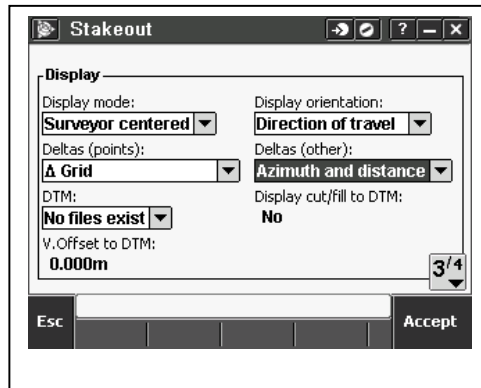 Stakeout
? – ×
Display
Display mode:
Display orientation:
Surveyor centered
Direction of travel
Deltas (points):
Deltas (other):
Δ Grid
Azimuth and distance
DTM:
Display cut/fill to DTM:
No files exist
No
V.Offset to DTM:
0.000m
3/4
Esc
Accept